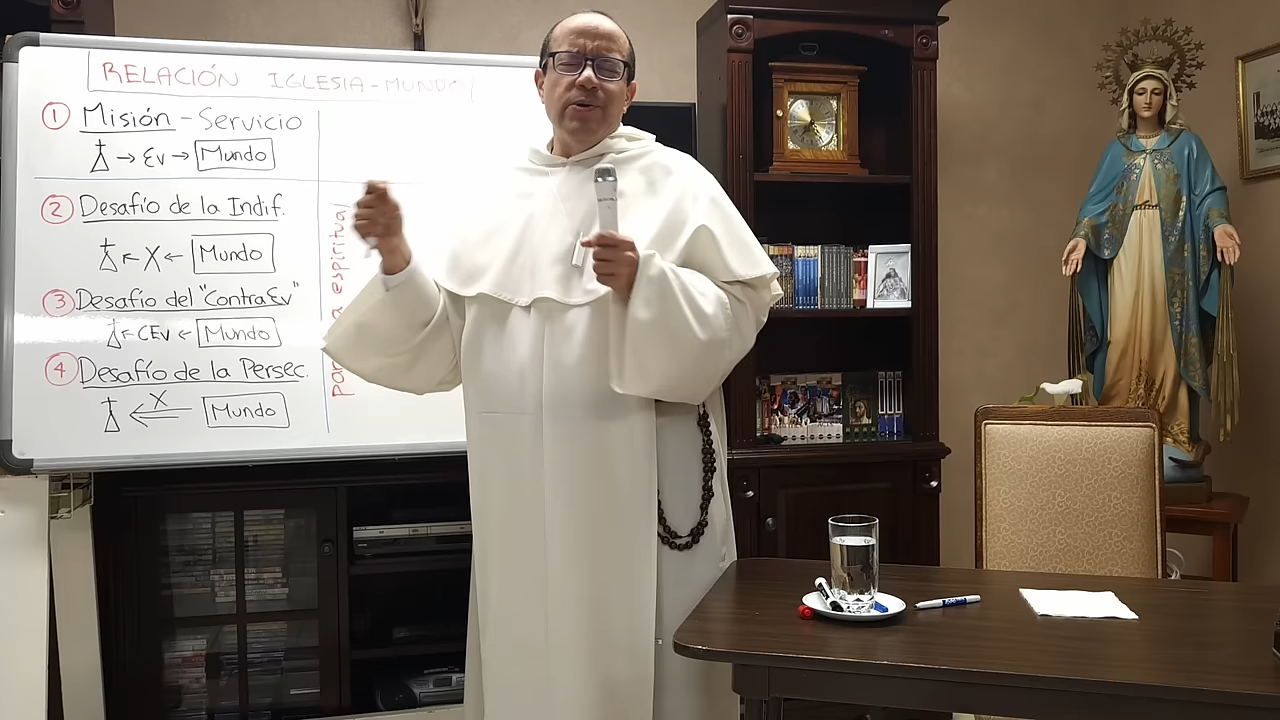 RELACIÓN IGLESIA-MUNDO
1 Misión - Servicio
→ Ev → Mundo
2 Desafío de la Indif.
← X ← Mundo
3 Desafío del "ContraEv"
← CEv ← Mundo
4 Desafío de la Persec.
X Mundo
espiritual